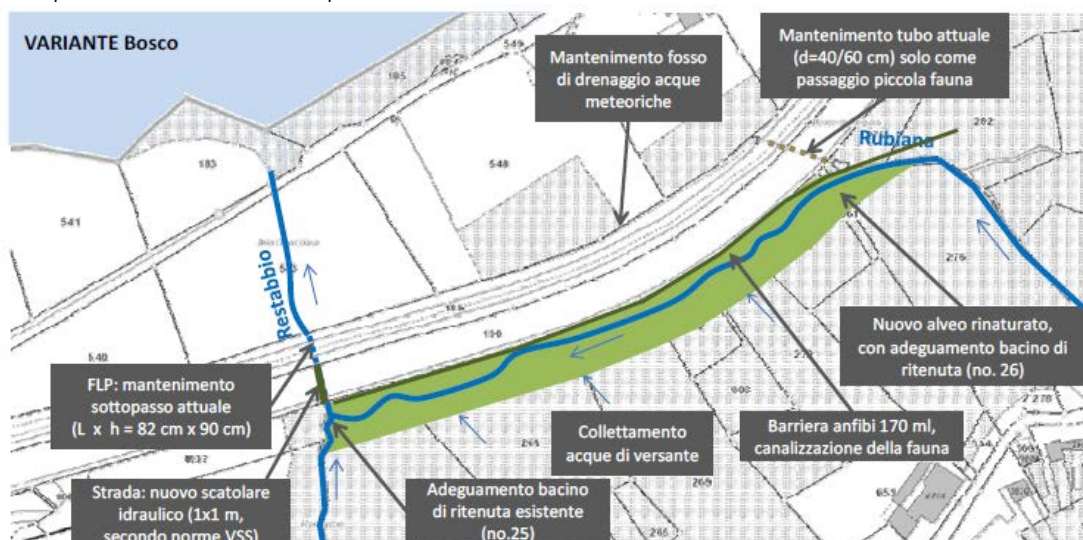 VARIANTE Bosco
Mantenimento fosso
di drenaggio acque
meteoriche
Mantenimento tubo attuale
(d=40/60 cm) solo come
passaggio piccola fauna
Rubiana
282
549
185
183
548
541
276
Restabbio
190
540
FLP: mantenimento
sottopasso attuale
(L x h = 82 cm x 90 cm)
Nuovo alveo rinaturato,
con adeguamento bacino di
ritenuta (no. 26)
Collettamento
acque di versante
Barriera anfibi 170 ml,
canalizzazione della fauna
Strada: nuovo scatolare
idraulico (1x1 m,
secondo norme VSS)
Adeguamento bacino
di ritenuta esistente
(no.25)
269
659